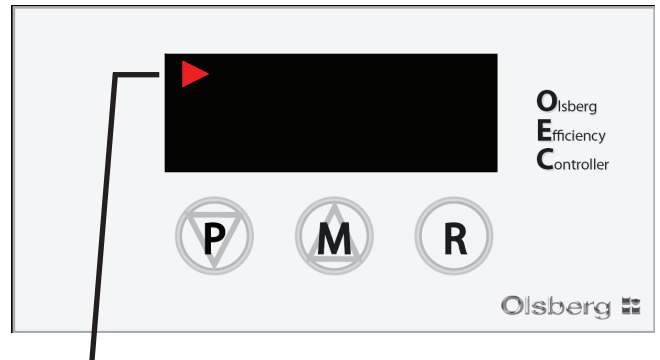 Olsberg
Efficiency
Controller
P M R
Olsberg